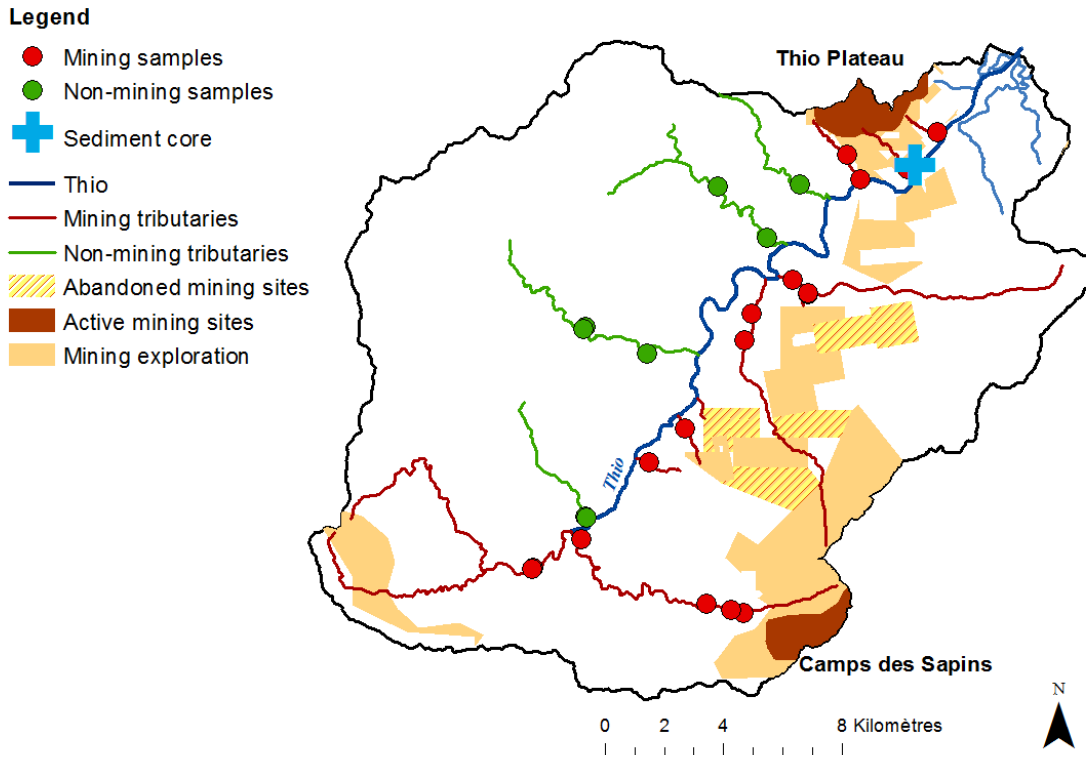 Legend
Mining samples
Non-mining samples
Sediment core
Thio
Mining tributaries
Non-mining tributaries
Abandoned mining sites
Active mining sites
Mining exploration
Thio Plateau
Thio
Camps des Sapins
N
0 2 4 8 Kilomètres